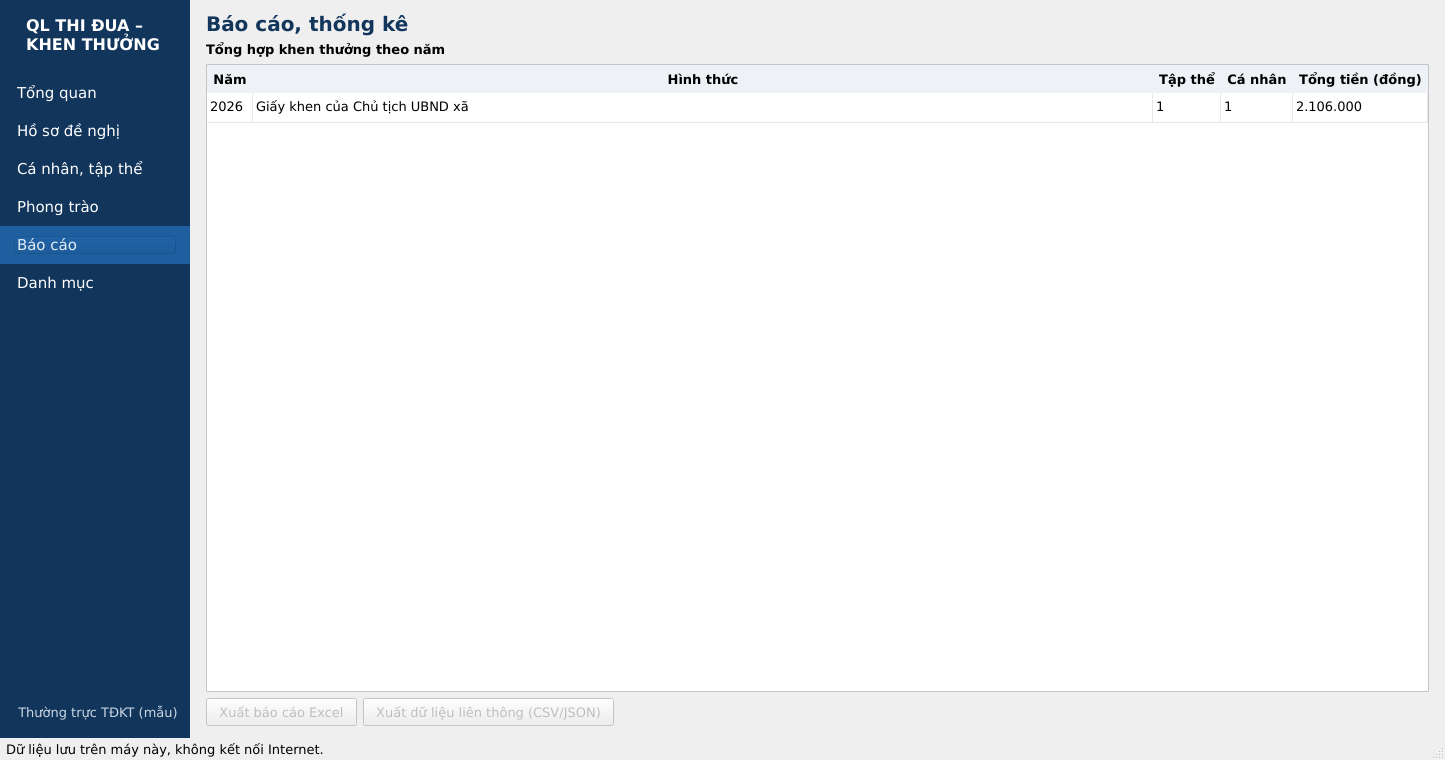 QL THI ĐUA –
KHEN THƯỞNG
Tổng quan
Hồ sơ đề nghị
Cá nhân, tập thể
Phong trào
Báo cáo
Danh mục
Thường trực TĐKT (mẫu)
Báo cáo, thống kê
Tổng hợp khen thưởng theo năm
Năm Hình thức Tập thể Cá nhân Tổng tiền (đồng)
2026 Giấy khen của Chủ tịch UBND xã 1 1 2.106.000
Xuất báo cáo Excel Xuất dữ liệu liên thông (CSV/JSON)
Dữ liệu lưu trên máy này, không kết nối Internet.